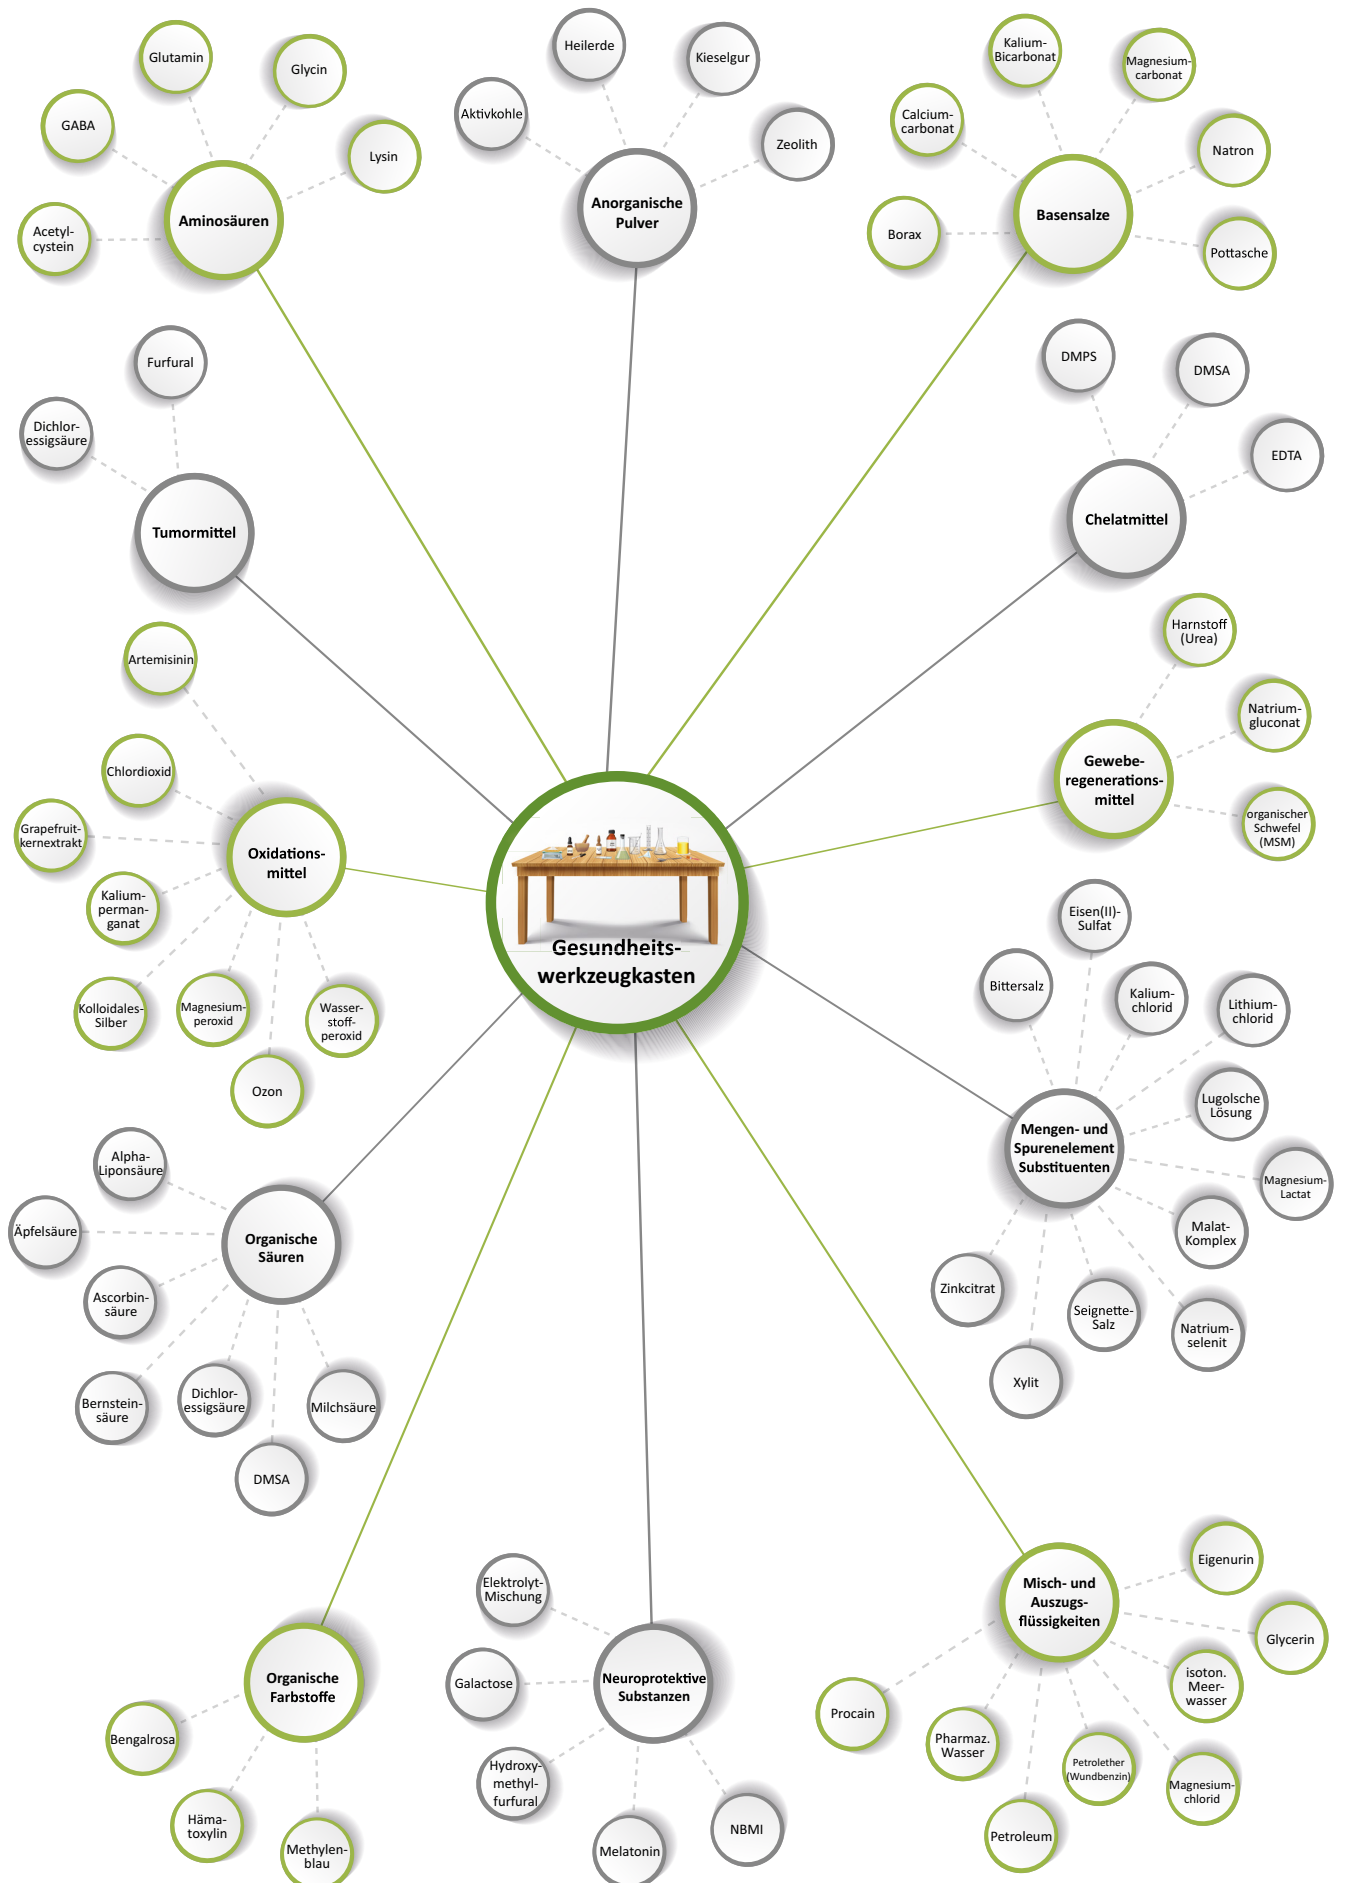 Glutamin
Glycin
GABA
Lysin
Acetyl-
cystein
Aminosäuren
Heilerde
Kieselgur
Aktivkohle
Zeolith
Anorganische
Pulver
Kalium-
Bicarbonat
Magnesium-
carbonat
Calcium-
carbonat
Natron
Borax
Pottasche
Basensalze
Furfural
Dichlor-
essigsäure
Tumormittel
DMPS
DMSA
EDTA
Chelatmittel
Harnstoff
(Urea)
Natrium-
gluconat
organischer
Schwefel
(MSM)
Gewebe-
regenerations-
mittel
Artemisinin
Chlordioxid
Grapefruit-
kernextrakt
Kalium-
perman-
ganat
Kolloidales-
Silber
Magnesium-
peroxid
Wasser-
stoff-
peroxid
Ozon
Oxidations-
mittel
Gesundheits-
werkzeugkasten
Eisen(II)-
Sulfat
Bittersalz
Kalium-
chlorid
Lithium-
chlorid
Lugolsche
Lösung
Magnesium-
Lactat
Malat-
Komplex
Natrium-
selenit
Seignette-
Salz
Zinkcitrat
Xylit
Mengen- und
Spurenelement
Substituenten
Alpha-
Liponsäure
Äpfelsäure
Ascorbin-
säure
Bernstein-
säure
Dichlor-
essigsäure
DMSA
Milchsäure
Organische
Säuren
Organische
Farbstoffe
Bengalrosa
Häma-
toxylin
Methylen-
blau
Elektrolyt-
Mischung
Galactose
Hydroxy-
methyl-
furfural
Melatonin
NBMI
Neuroprotektive
Substanzen
Misch- und
Auszugs-
flüssigkeiten
Eigenurin
Glycerin
isoton.
Meer-
wasser
Magnesium-
chlorid
Petrolether
(Wundbenzin)
Petroleum
Pharmaz.
Wasser
Procain